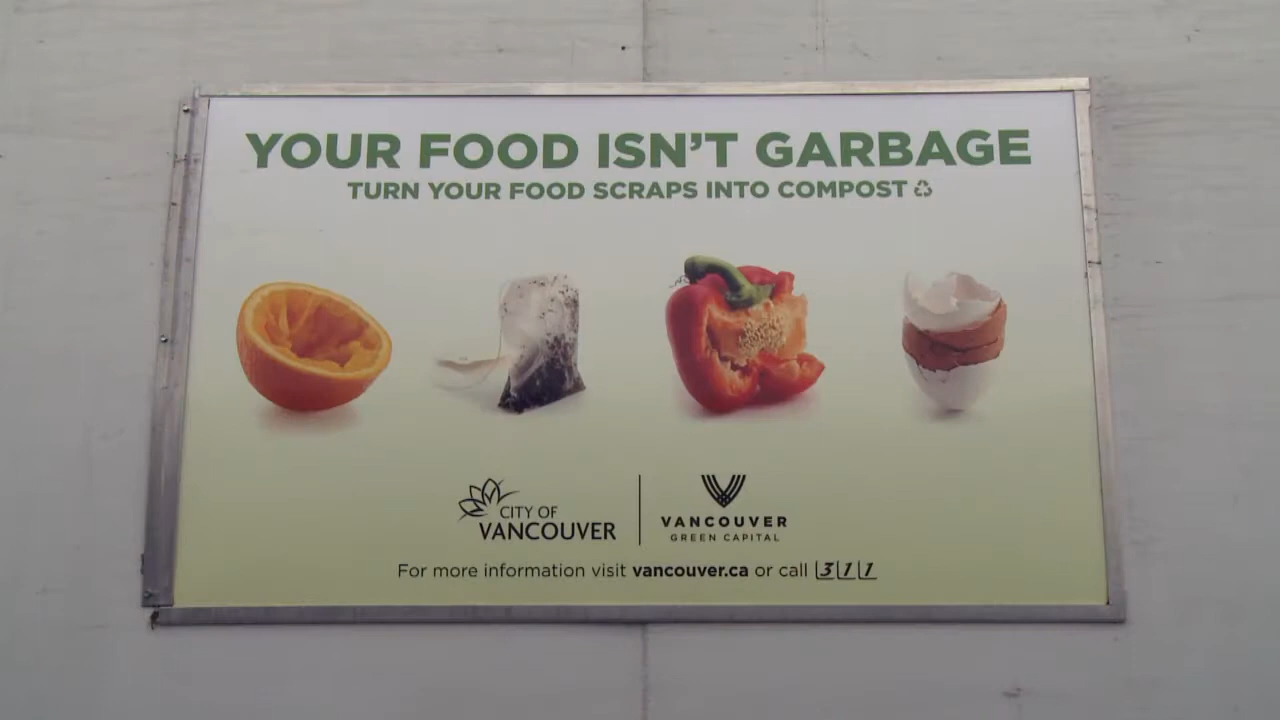 YOUR FOOD ISN'T GARBAGE
TURN YOUR FOOD SCRAPS INTO COMPOST
CITY OF
VANCOUVER
VANCOUVER
GREEN CAPITAL
For more information visit vancouver.ca or call 311